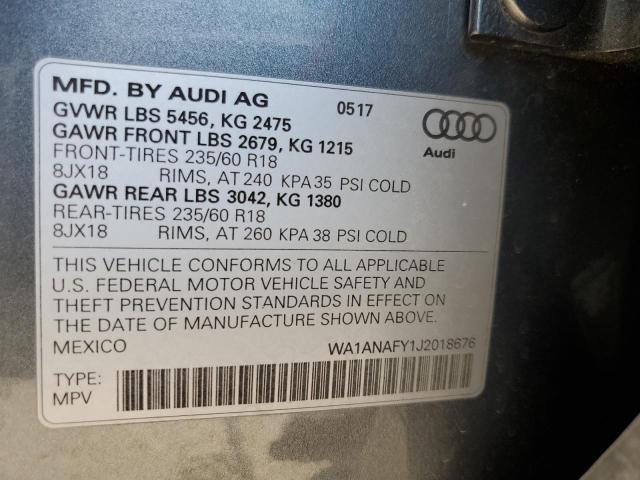 MFD. BY AUDI AG 0517
GVWR LBS 5456, KG 2475
GAWR FRONT LBS 2679, KG 1215
FRONT-TIRES 235/60 R18
8JX18 RIMS, AT 240 KPA 35 PSI COLD
GAWR REAR LBS 3042, KG 1380
REAR-TIRES 235/60 R18
8JX18 RIMS, AT 260 KPA 38 PSI COLD
Audi
THIS VEHICLE CONFORMS TO ALL APPLICABLE
U.S. FEDERAL MOTOR VEHICLE SAFETY AND
THEFT PREVENTION STANDARDS IN EFFECT ON
THE DATE OF MANUFACTURE SHOWN ABOVE.
MEXICO WA1ANAFY1J2018676
TYPE:
MPV